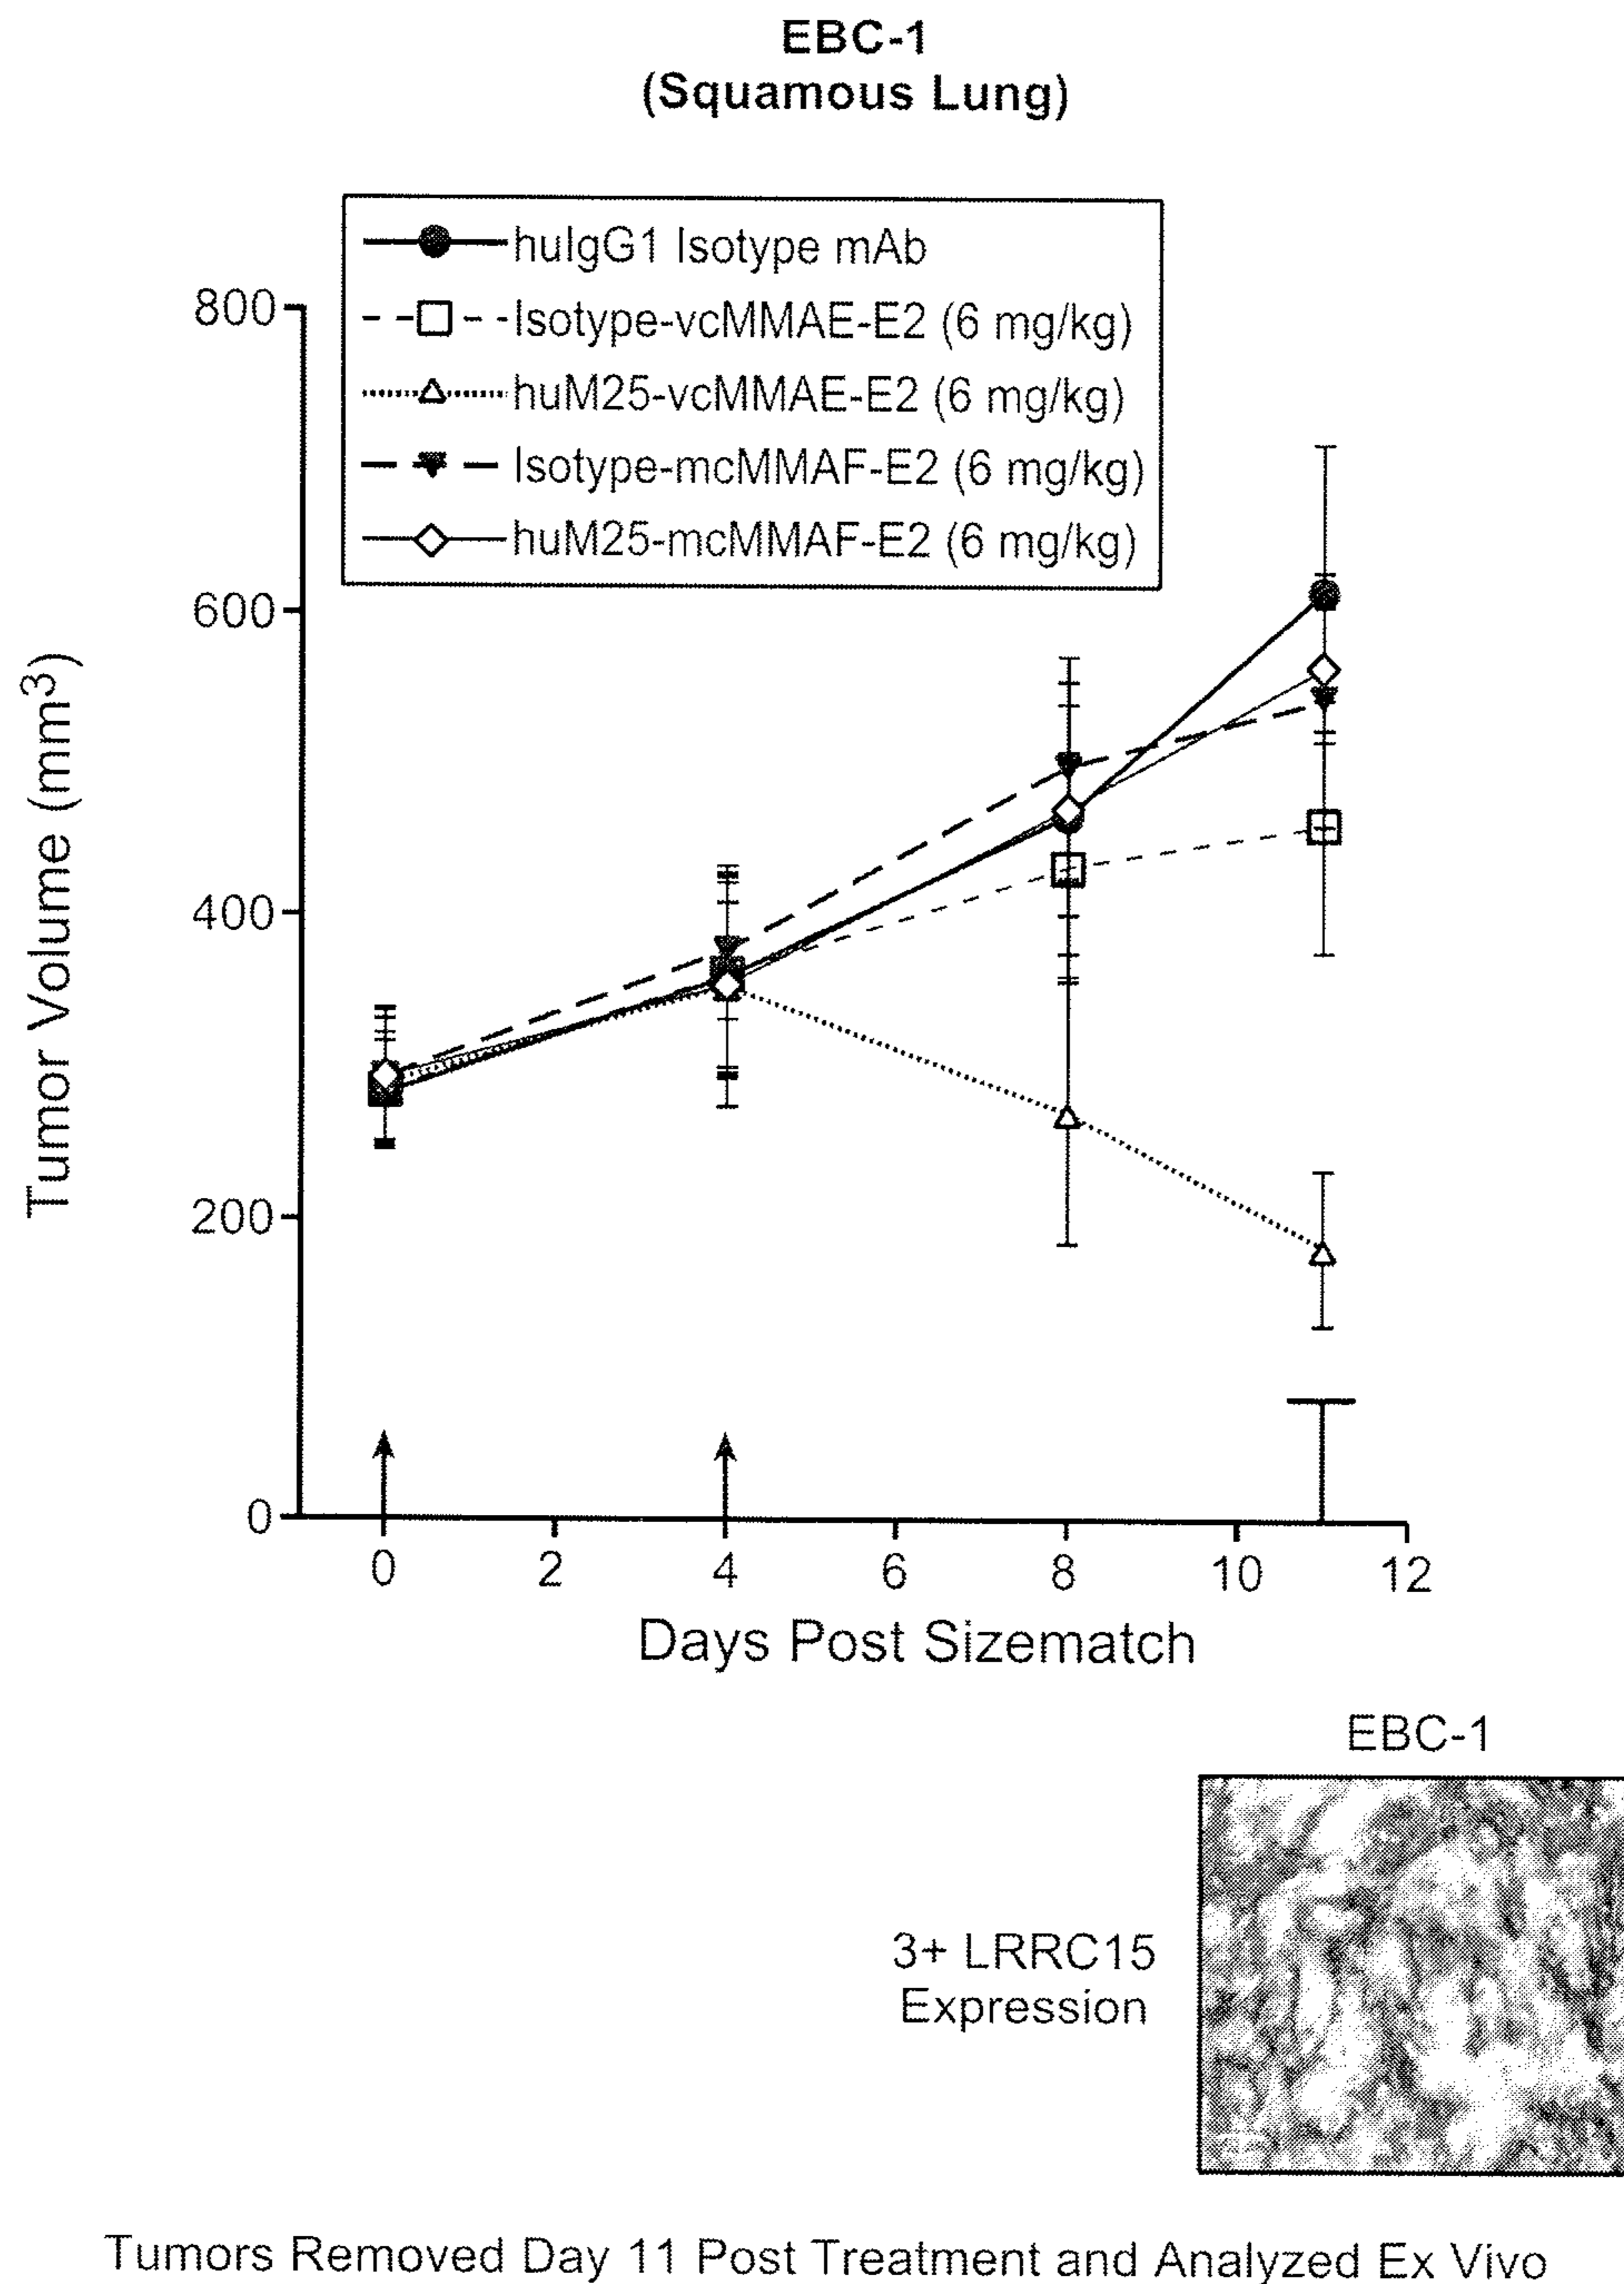 EBC-1
(Squamous Lung)
huIgG1 Isotype mAb
Isotype-vcMMAE-E2 (6 mg/kg)
huM25-vcMMAE-E2 (6 mg/kg)
Isotype-mcMMAF-E2 (6 mg/kg)
huM25-mcMMAF-E2 (6 mg/kg)
800
600
400
200
0
Tumor Volume (mm³)
0 2 4 6 8 10 12
Days Post Sizematch
EBC-1
3+ LRRC15
Expression
Tumors Removed Day 11 Post Treatment and Analyzed Ex Vivo